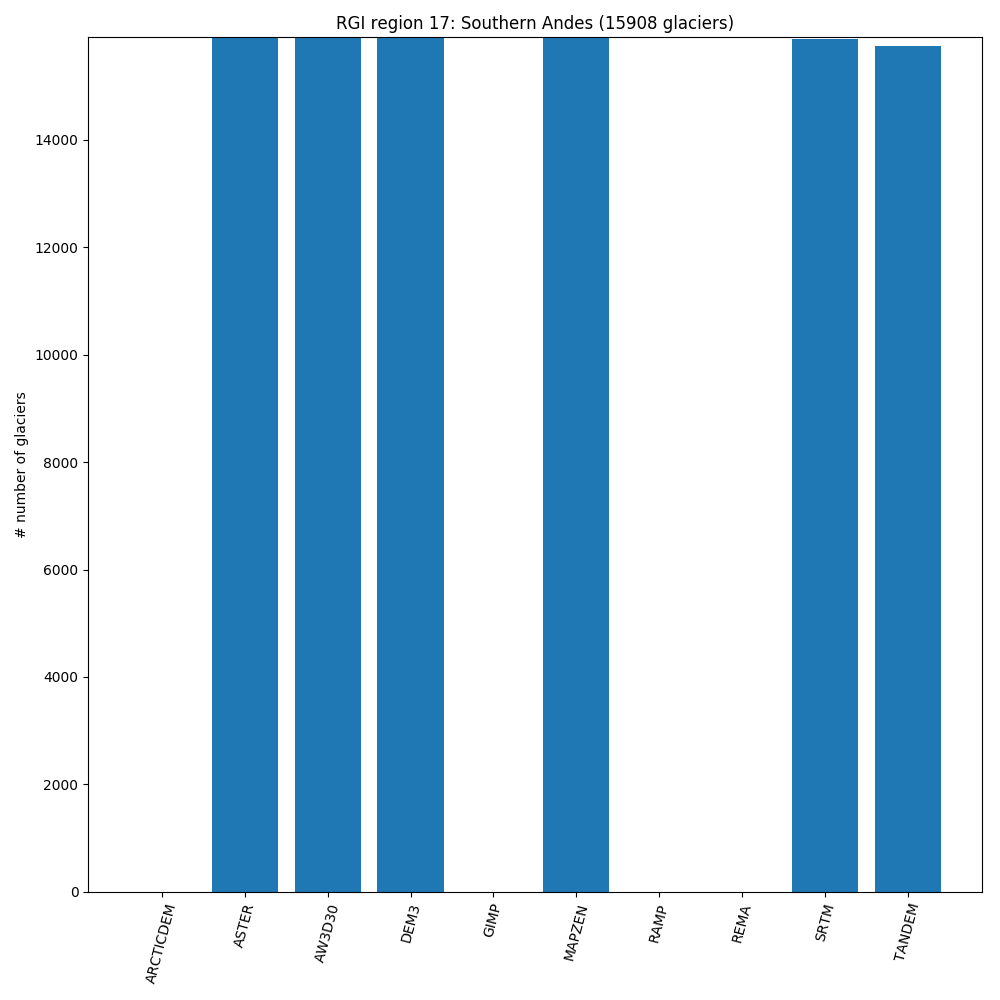 RGI region 17: Southern Andes (15908 glaciers)
# number of glaciers
14000
12000
10000
8000
6000
4000
2000
0
ARCTICDEM
ASTER
AW3D30
DEM3
GIMP
MAPZEN
RAMP
REMA
SRTM
TANDEM